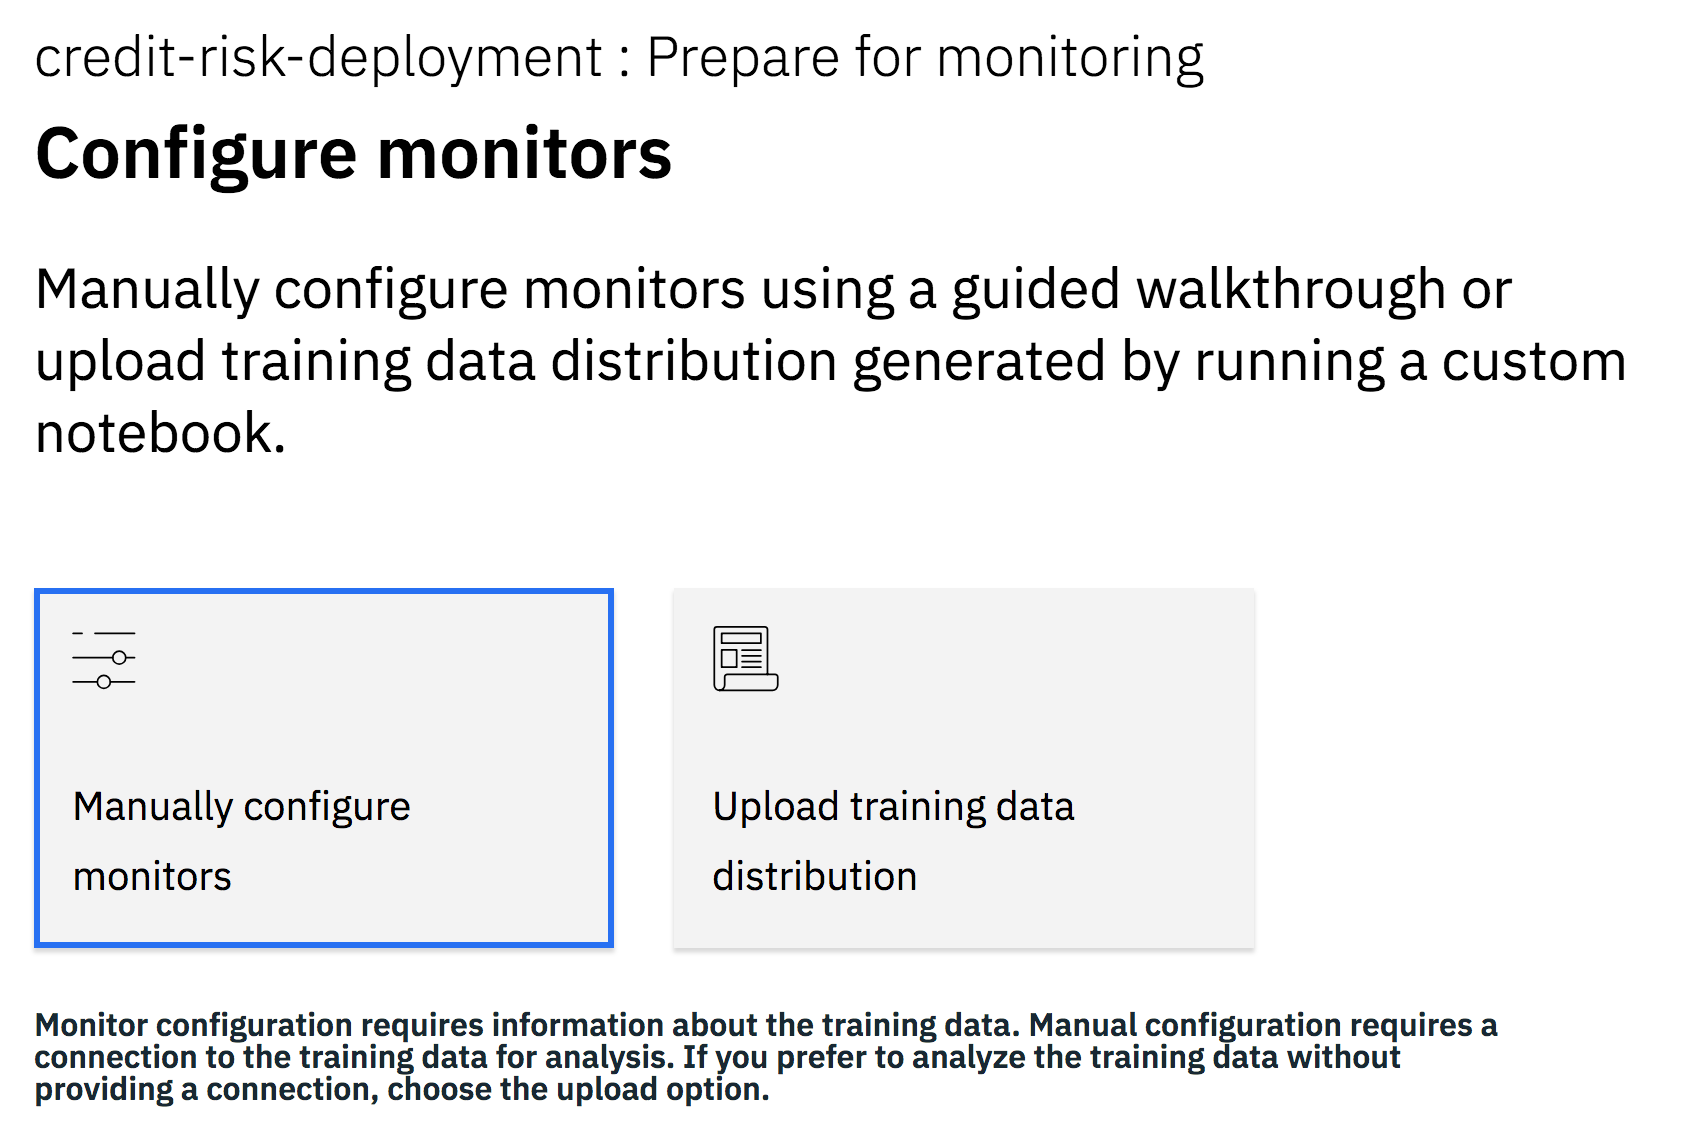 credit-risk-deployment : Prepare for monitoring
Configure monitors
Manually configure monitors using a guided walkthrough or
upload training data distribution generated by running a custom
notebook.
Manually configure
monitors
Upload training data
distribution
Monitor configuration requires information about the training data. Manual configuration requires a
connection to the training data for analysis. If you prefer to analyze the training data without
providing a connection, choose the upload option.